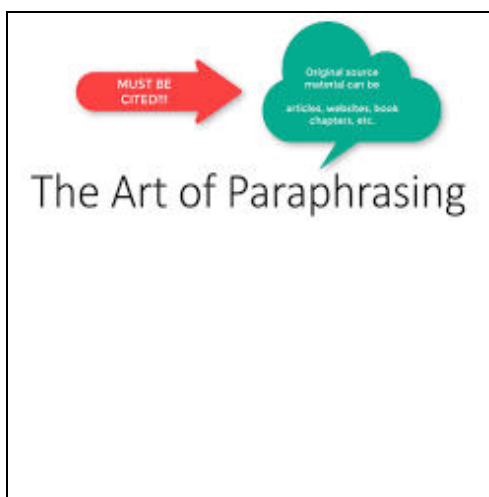 MUST BE
CITED!!!
Original source
material can be
articles, websites, book
chapters, etc.
The Art of Paraphrasing